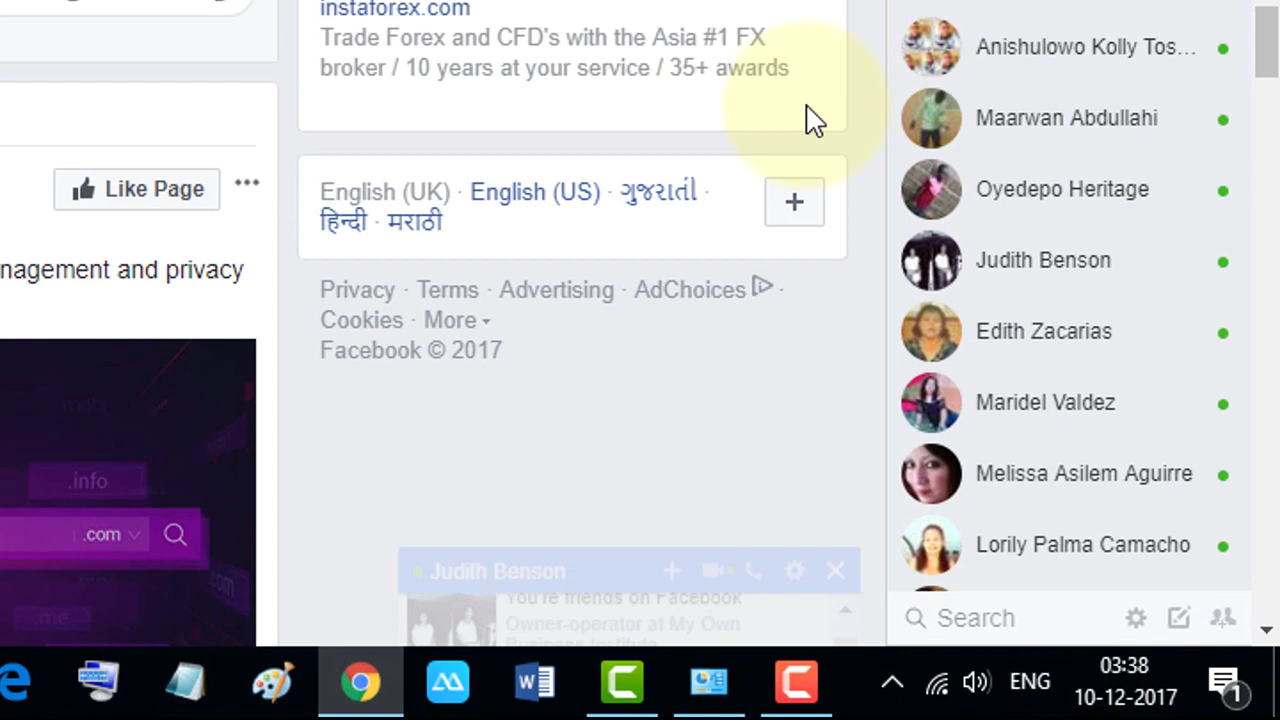 instaforex.com
Trade Forex and CFD's with the Asia #1 FX
broker / 10 years at your service / 35+ awards
Like Page
nagement and privacy
.info
.com
English (UK) · English (US) · ગુજરાતી ·
हिन्दी · मराठी
Privacy · Terms · Advertising · AdChoices ·
Cookies · More
Facebook © 2017
Judith Benson
You're friends on Facebook
Owner-operator at My Own
Business Institute
Anishulowo Kolly Tos...
Maarwan Abdullahi
Oyedepo Heritage
Judith Benson
Edith Zacarias
Maridel Valdez
Melissa Asilem Aguirre
Lorily Palma Camacho
Search
ENG
03:38
10-12-2017
1